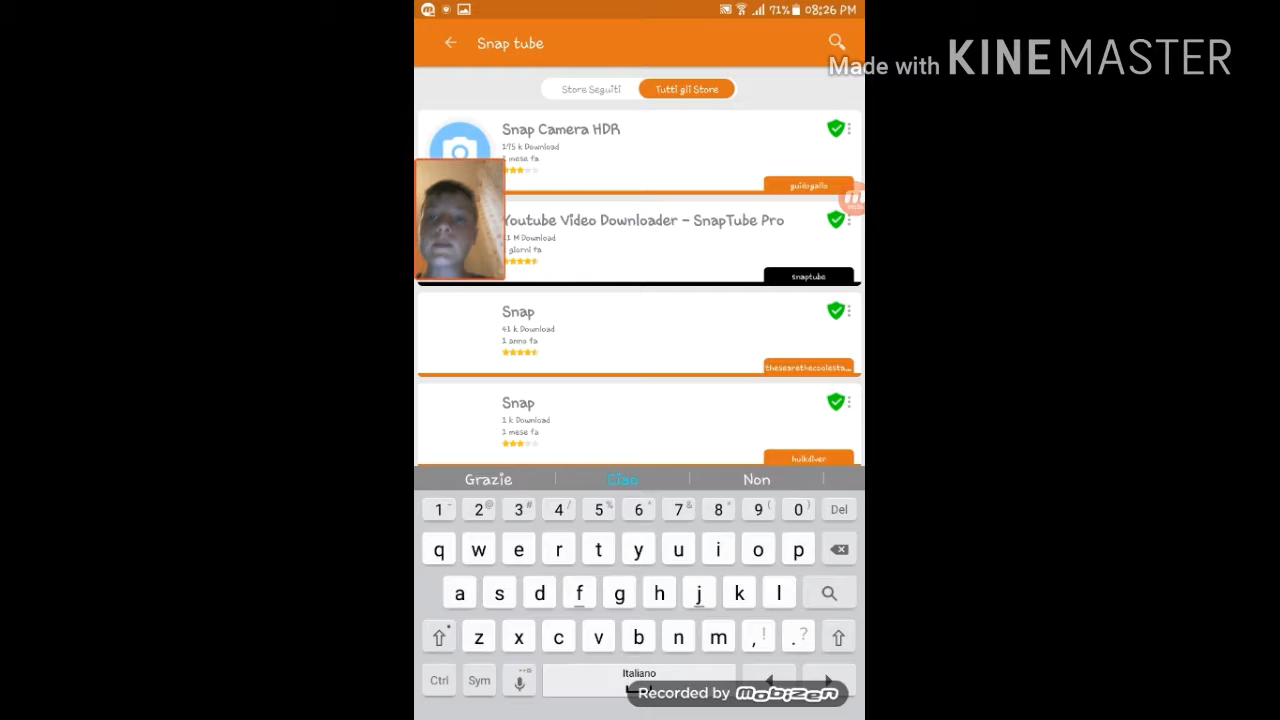 71% 08:26 PM
Snap tube
Made with KINEMASTER
Store Seguiti Tutti gli Store
Snap Camera HDR
175 k Download
mese fa
guidogallo
Youtube Video Downloader - SnapTube Pro
1 M Download
giorni fa
snaptube
Snap
41 k Download
1 anno fa
thesearethecoolesta...
Snap
1 k Download
1 mese fa
hulkdiver
Grazie Ciao Non
1 - 2 @ 3 # 4 / 5 % 6 ^ 7 & 8 * 9 ( 0 ) Del
q w e r t y u i o p
a s d f g h j k l
z x c v b n m , ! . ?
Ctrl Sym Italiano
Recorded by mobizen